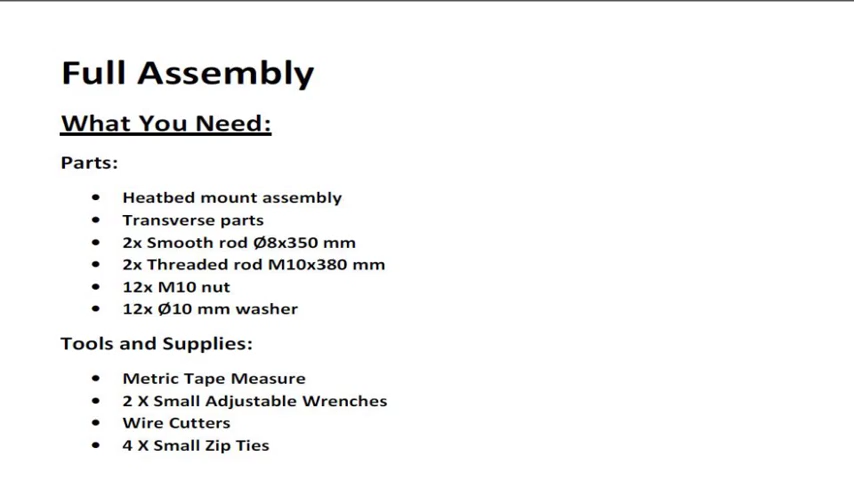 Full Assembly
What You Need:
Parts:
• Heatbed mount assembly
• Transverse parts
• 2x Smooth rod Ø8x350 mm
• 2x Threaded rod M10x380 mm
• 12x M10 nut
• 12x Ø10 mm washer
Tools and Supplies:
• Metric Tape Measure
• 2 X Small Adjustable Wrenches
• Wire Cutters
• 4 X Small Zip Ties